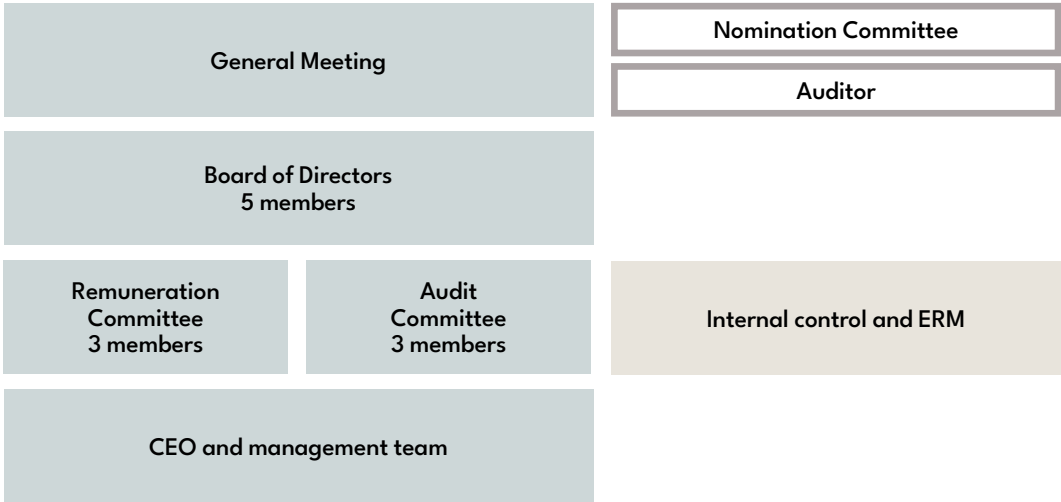 General Meeting
Nomination Committee
Auditor
Board of Directors
5 members
Remuneration
Committee
3 members
Audit
Committee
3 members
Internal control and ERM
CEO and management team